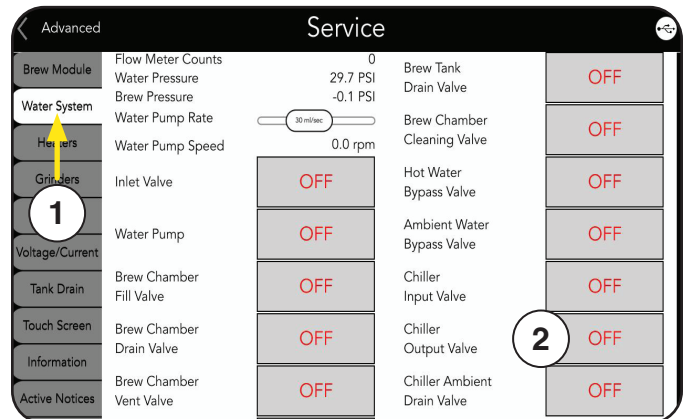 Advanced
Service
Brew Module
Water System
Heaters
Grinders
Voltage/Current
Tank Drain
Touch Screen
Information
Active Notices
1
Flow Meter Counts 0
Water Pressure 29.7 PSI
Brew Pressure -0.1 PSI
Water Pump Rate 30 ml/sec
Water Pump Speed 0.0 rpm
Inlet Valve OFF
Water Pump OFF
Brew Chamber
Fill Valve OFF
Brew Chamber
Drain Valve OFF
Brew Chamber
Vent Valve OFF
Brew Tank
Drain Valve OFF
Brew Chamber
Cleaning Valve OFF
Hot Water
Bypass Valve OFF
Ambient Water
Bypass Valve OFF
Chiller
Input Valve OFF
Chiller
Output Valve 2 OFF
Chiller Ambient
Drain Valve OFF